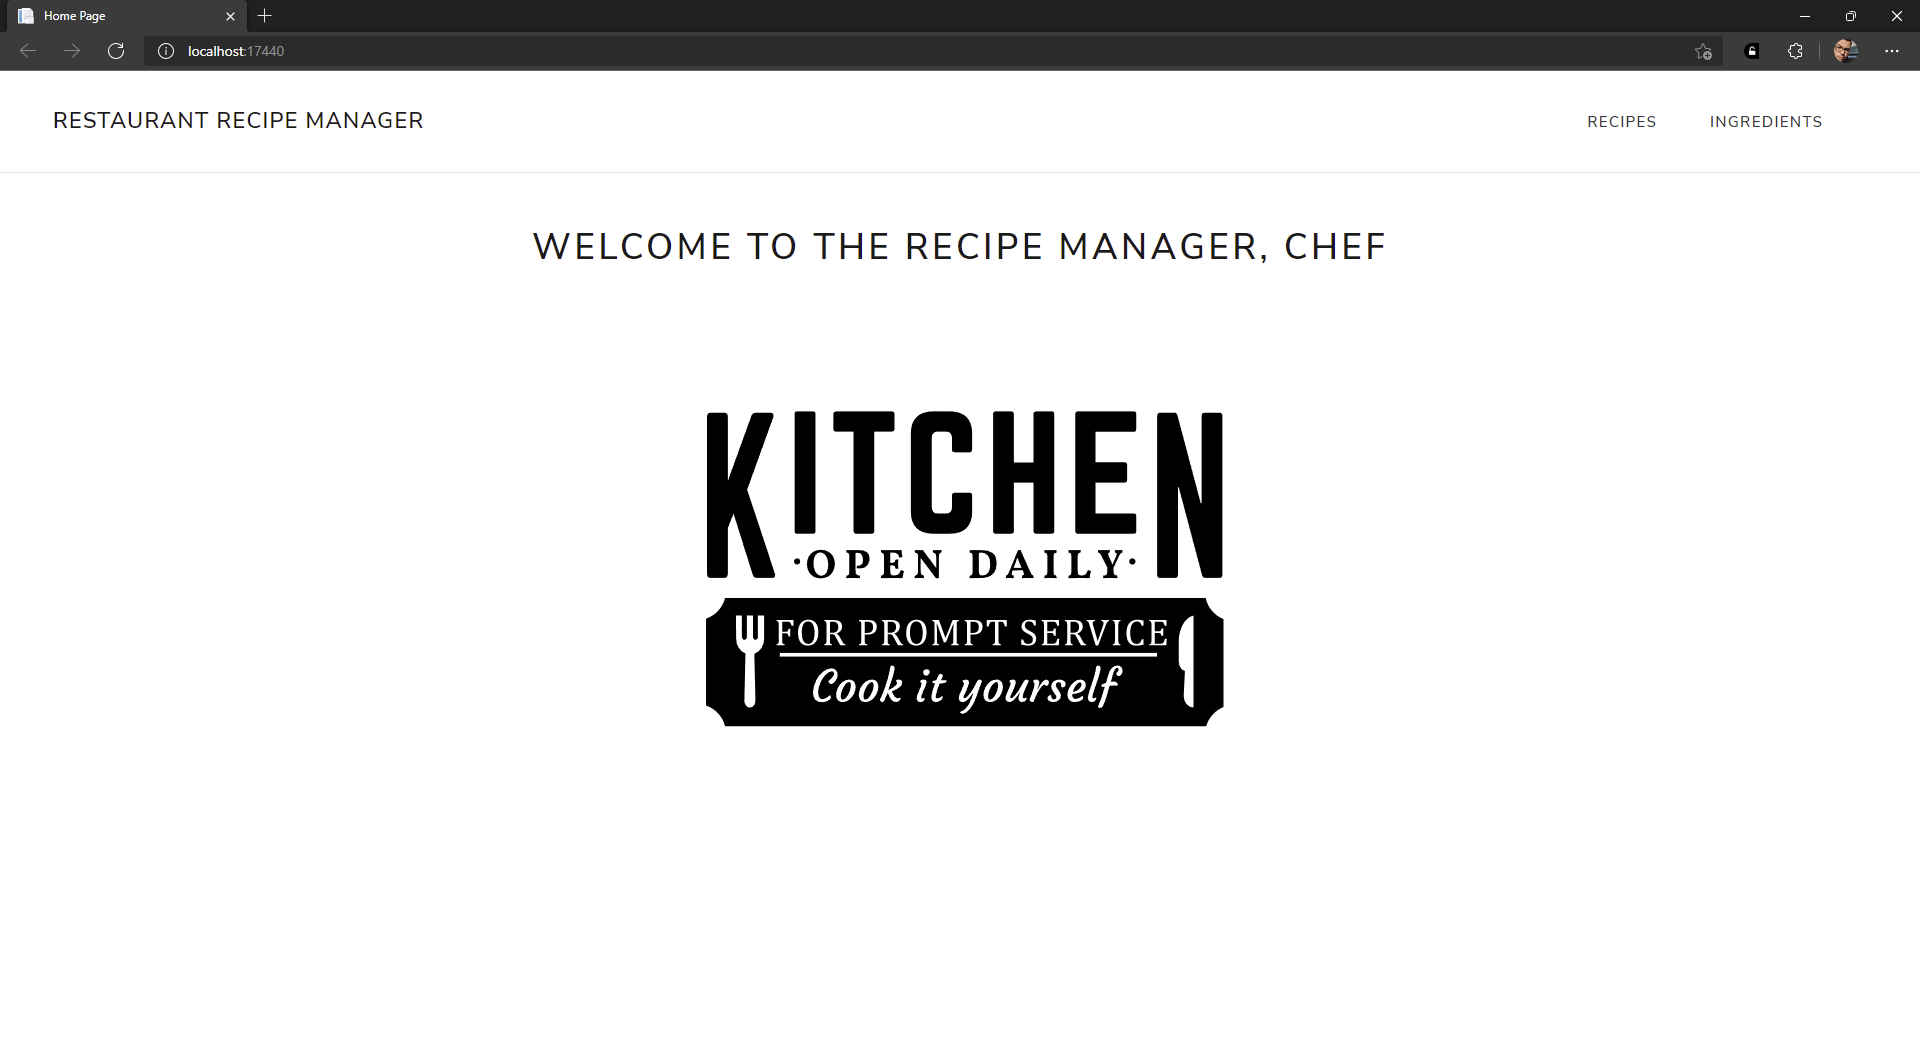 Home Page
localhost:17440
RESTAURANT RECIPE MANAGER
RECIPES
INGREDIENTS
WELCOME TO THE RECIPE MANAGER, CHEF
KITCHEN
·OPEN DAILY·
FOR PROMPT SERVICE
Cook it yourself